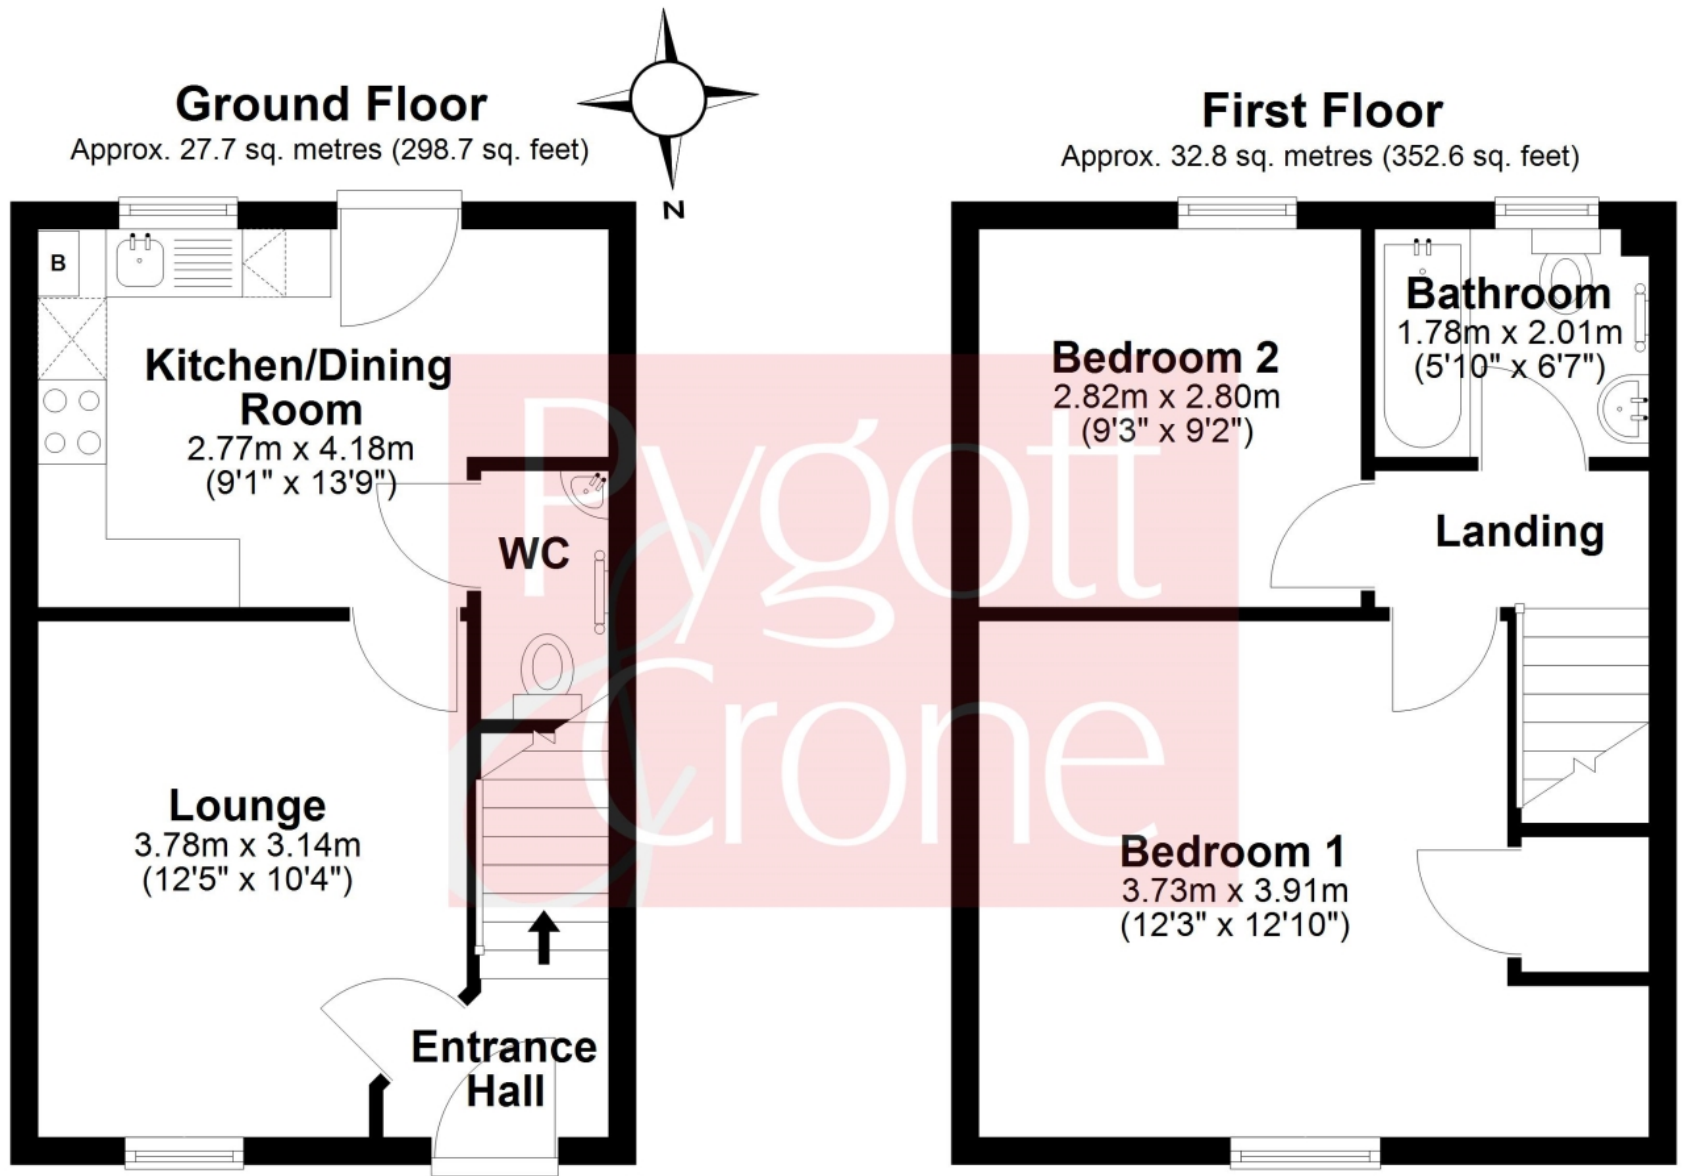 Ground Floor
Approx. 27.7 sq. metres (298.7 sq. feet)
N
First Floor
Approx. 32.8 sq. metres (352.6 sq. feet)
B
Kitchen/Dining
Room
2.77m x 4.18m
(9'1" x 13'9")
WC
Lounge
3.78m x 3.14m
(12'5" x 10'4")
Entrance
Hall
Bedroom 2
2.82m x 2.80m
(9'3" x 9'2")
Bathroom
1.78m x 2.01m
(5'10" x 6'7")
Landing
Bedroom 1
3.73m x 3.91m
(12'3" x 12'10")
Pygott
Crone